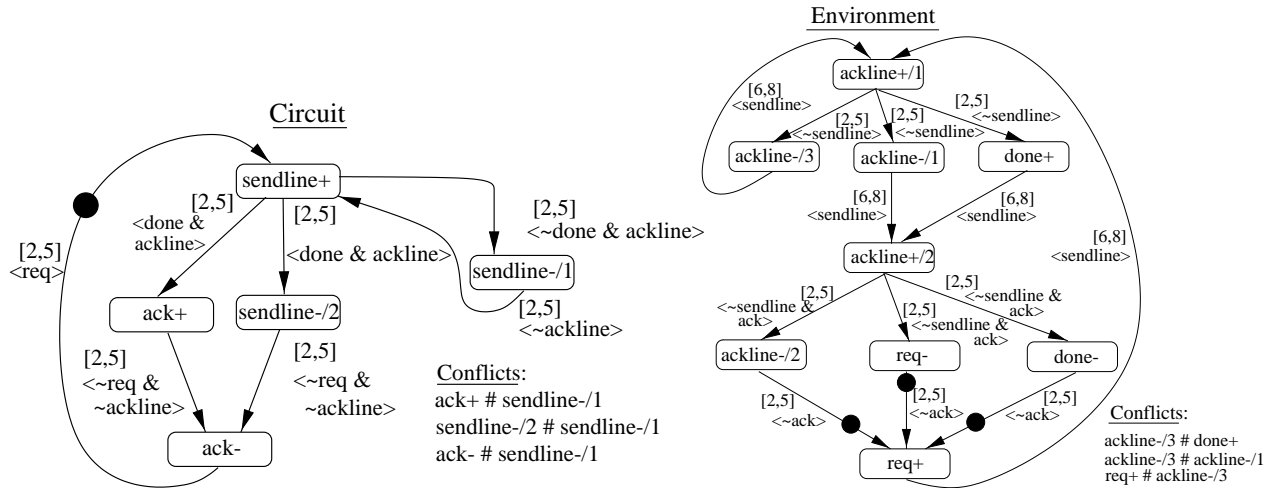 Circuit
sendline+
[2,5]
<done &
ackline>
[2,5]
<done & ackline>
[2,5]
<~done & ackline>
sendline-/1
[2,5]
<~ackline>
[2,5]
<req>
ack+
sendline-/2
[2,5]
<~req &
~ackline>
[2,5]
<~req &
~ackline>
ack-
Conflicts:
ack+ # sendline-/1
sendline-/2 # sendline-/1
ack- # sendline-/1
Environment
ackline+/1
[6,8]
<sendline>
[2,5]
<~sendline>
[2,5]
<~sendline>
[2,5]
<~sendline>
ackline-/3
ackline-/1
done+
[6,8]
<sendline>
[6,8]
<sendline>
[6,8]
<sendline>
ackline+/2
[2,5]
<~sendline &
ack>
[2,5]
<~sendline &
ack>
[2,5]
<~sendline &
ack>
ackline-/2
req-
done-
[2,5]
<~ack>
[2,5]
<~ack>
[2,5]
<~ack>
req+
Conflicts:
ackline-/3 # done+
ackline-/3 # ackline-/1
req+ # ackline-/3